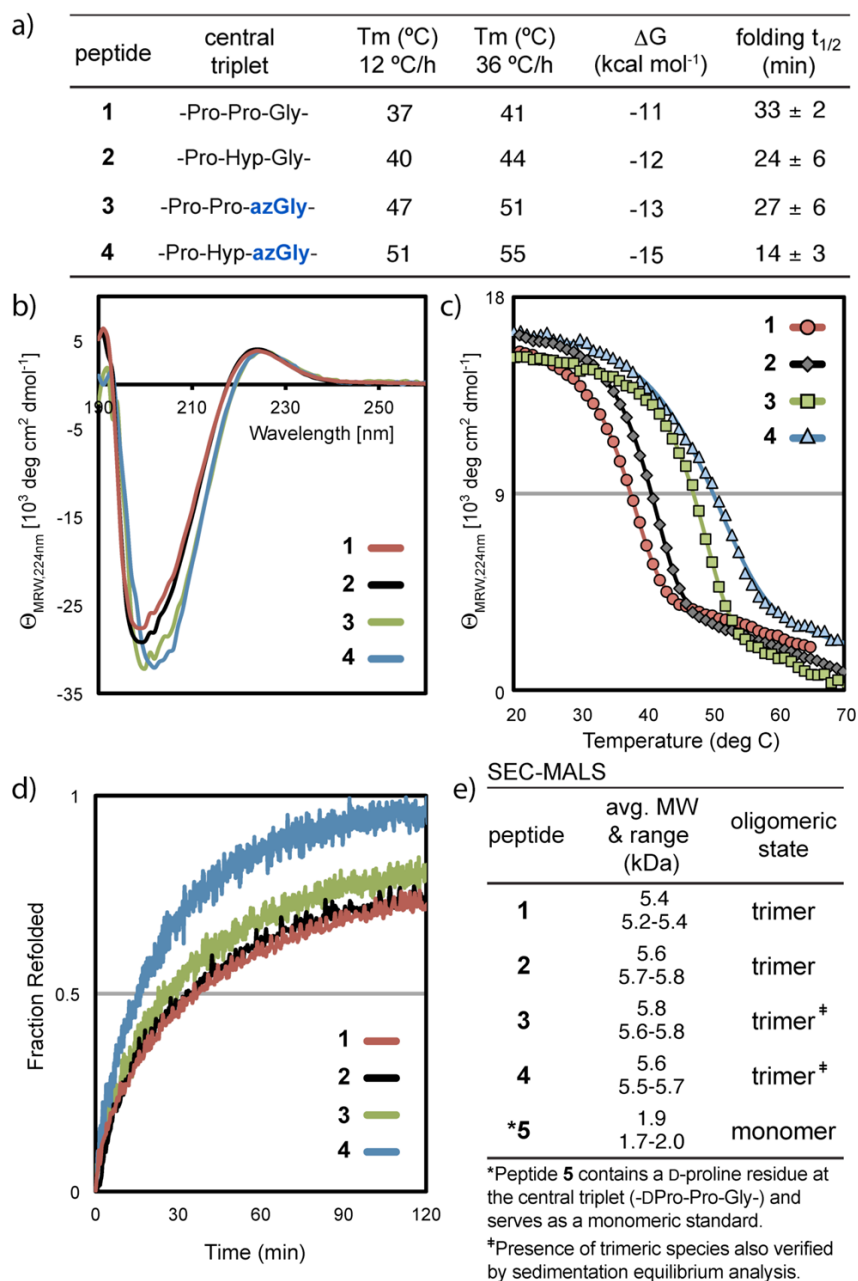 a)
peptide central triplet Tm (ºC) 12 ºC/h Tm (ºC) 36 ºC/h ΔG (kcal mol⁻¹) folding t1/2 (min)
1 -Pro-Pro-Gly- 37 41 -11 33 ± 2
2 -Pro-Hyp-Gly- 40 44 -12 24 ± 6
3 -Pro-Pro-azGly- 47 51 -13 27 ± 6
4 -Pro-Hyp-azGly- 51 55 -15 14 ± 3
b)
ΘMRW,224nm [10³ deg cm² dmol⁻¹]
5
-5
-15
-25
-35
190 210 230 250
Wavelength [nm]
1
2
3
4
c)
ΘMRW,224nm [10³ deg cm² dmol⁻¹]
18
9
0
20 30 40 50 60 70
Temperature (deg C)
1
2
3
4
d)
Fraction Refolded
1
0.5
0
0 30 60 90 120
Time (min)
1
2
3
4
e)
SEC-MALS
peptide avg. MW & range (kDa) oligomeric state
1 5.4 5.2-5.4 trimer
2 5.6 5.7-5.8 trimer
3 5.8 5.6-5.8 trimer‡
4 5.6 5.5-5.7 trimer‡
*5 1.9 1.7-2.0 monomer
*Peptide 5 contains a D-proline residue at
the central triplet (-DPro-Pro-Gly-) and
serves as a monomeric standard.
‡Presence of trimeric species also verified
by sedimentation equilibrium analysis.